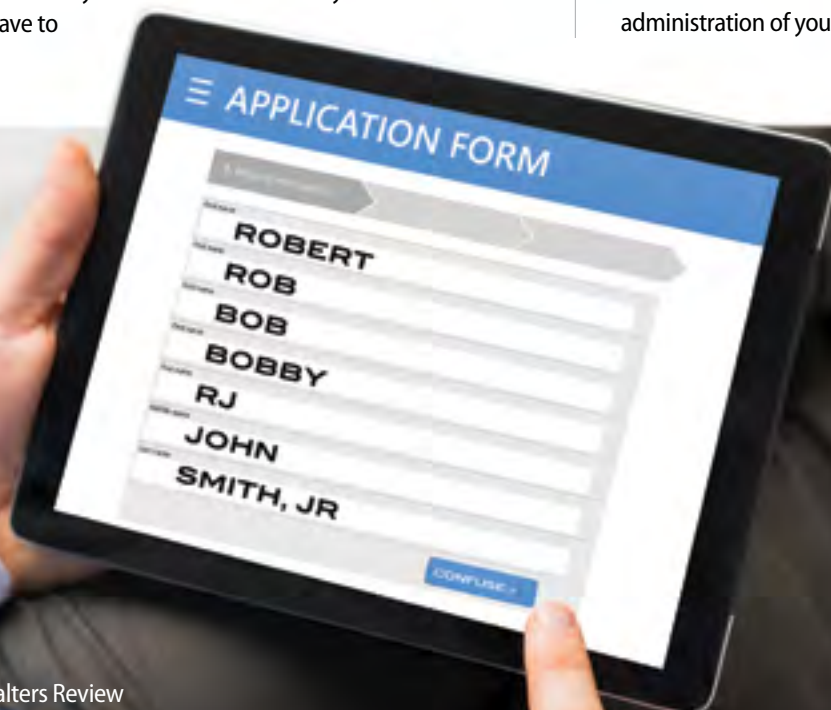 ave to
administration of you
APPLICATION FORM
ROBERT
ROB
BOB
BOBBY
RJ
JOHN
SMITH, JR
CONFUSE >
alters Review